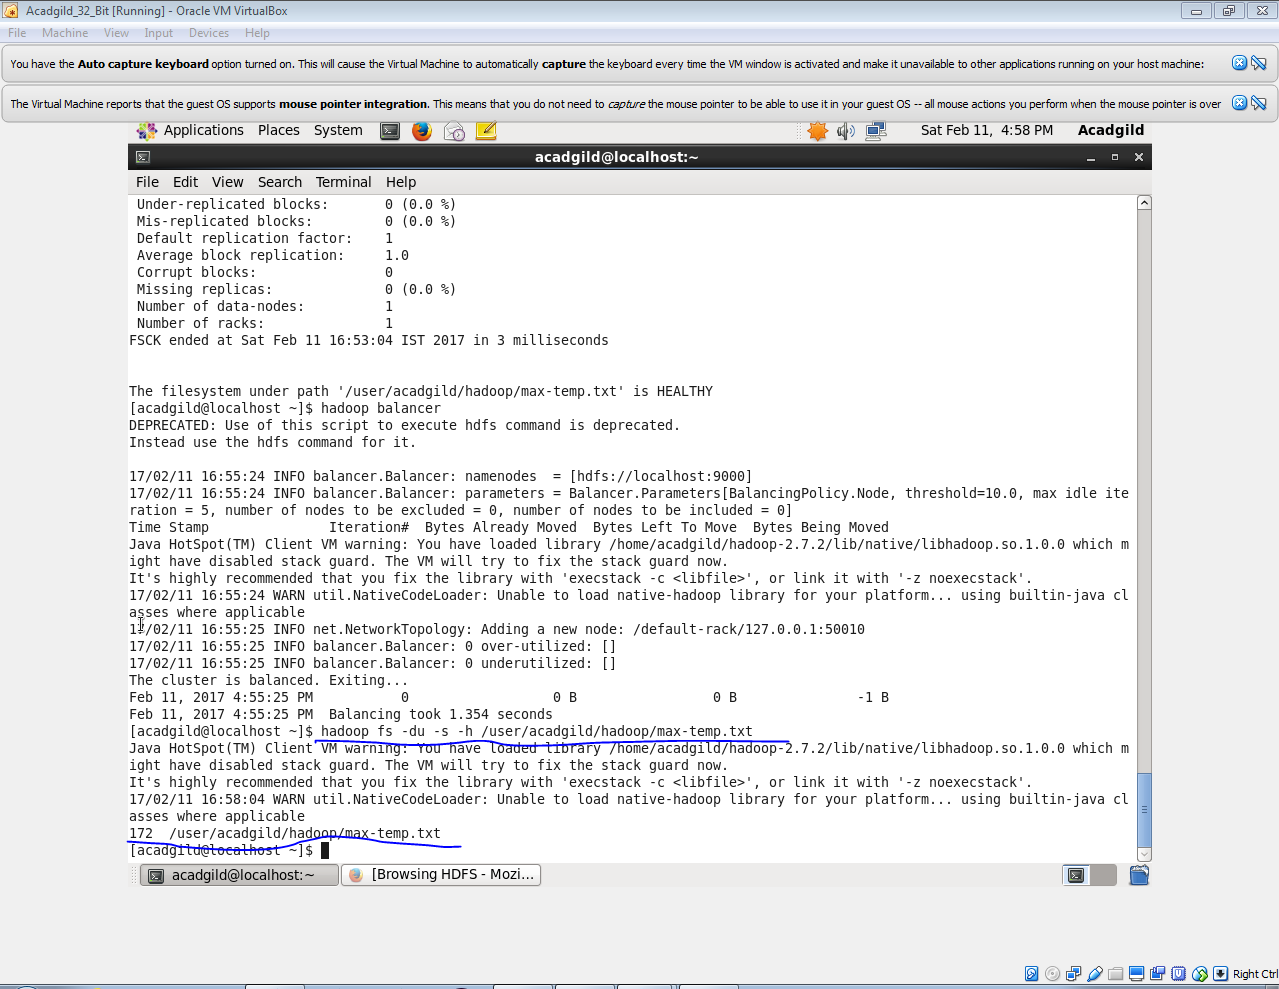 Acadgild_32_Bit [Running] - Oracle VM VirtualBox
File Machine View Input Devices Help
You have the Auto capture keyboard option turned on. This will cause the Virtual Machine to automatically capture the keyboard every time the VM window is activated and make it unavailable to other applications running on your host machine:
The Virtual Machine reports that the guest OS supports mouse pointer integration. This means that you do not need to capture the mouse pointer to be able to use it in your guest OS -- all mouse actions you perform when the mouse pointer is over
Applications Places System Sat Feb 11, 4:58 PM Acadgild
acadgild@localhost:~
File Edit View Search Terminal Help
Under-replicated blocks: 0 (0.0 %)
Mis-replicated blocks: 0 (0.0 %)
Default replication factor: 1
Average block replication: 1.0
Corrupt blocks: 0
Missing replicas: 0 (0.0 %)
Number of data-nodes: 1
Number of racks: 1
FSCK ended at Sat Feb 11 16:53:04 IST 2017 in 3 milliseconds
The filesystem under path '/user/acadgild/hadoop/max-temp.txt' is HEALTHY
[acadgild@localhost ~]$ hadoop balancer
DEPRECATED: Use of this script to execute hdfs command is deprecated.
Instead use the hdfs command for it.
17/02/11 16:55:24 INFO balancer.Balancer: namenodes = [hdfs://localhost:9000]
17/02/11 16:55:24 INFO balancer.Balancer: parameters = Balancer.Parameters[BalancingPolicy.Node, threshold=10.0, max idle ite
ration = 5, number of nodes to be excluded = 0, number of nodes to be included = 0]
Time Stamp Iteration# Bytes Already Moved Bytes Left To Move Bytes Being Moved
Java HotSpot(TM) Client VM warning: You have loaded library /home/acadgild/hadoop-2.7.2/lib/native/libhadoop.so.1.0.0 which m
ight have disabled stack guard. The VM will try to fix the stack guard now.
It's highly recommended that you fix the library with 'execstack -c <libfile>', or link it with '-z noexecstack'.
17/02/11 16:55:24 WARN util.NativeCodeLoader: Unable to load native-hadoop library for your platform... using builtin-java cl
asses where applicable
17/02/11 16:55:25 INFO net.NetworkTopology: Adding a new node: /default-rack/127.0.0.1:50010
17/02/11 16:55:25 INFO balancer.Balancer: 0 over-utilized: []
17/02/11 16:55:25 INFO balancer.Balancer: 0 underutilized: []
The cluster is balanced. Exiting...
Feb 11, 2017 4:55:25 PM 0 0 B 0 B -1 B
Feb 11, 2017 4:55:25 PM Balancing took 1.354 seconds
[acadgild@localhost ~]$ hadoop fs -du -s -h /user/acadgild/hadoop/max-temp.txt
Java HotSpot(TM) Client VM warning: You have loaded library /home/acadgild/hadoop-2.7.2/lib/native/libhadoop.so.1.0.0 which m
ight have disabled stack guard. The VM will try to fix the stack guard now.
It's highly recommended that you fix the library with 'execstack -c <libfile>', or link it with '-z noexecstack'.
17/02/11 16:58:04 WARN util.NativeCodeLoader: Unable to load native-hadoop library for your platform... using builtin-java cl
asses where applicable
172 /user/acadgild/hadoop/max-temp.txt
[acadgild@localhost ~]$
acadgild@localhost:~ [Browsing HDFS - Mozi...
Right Ctrl